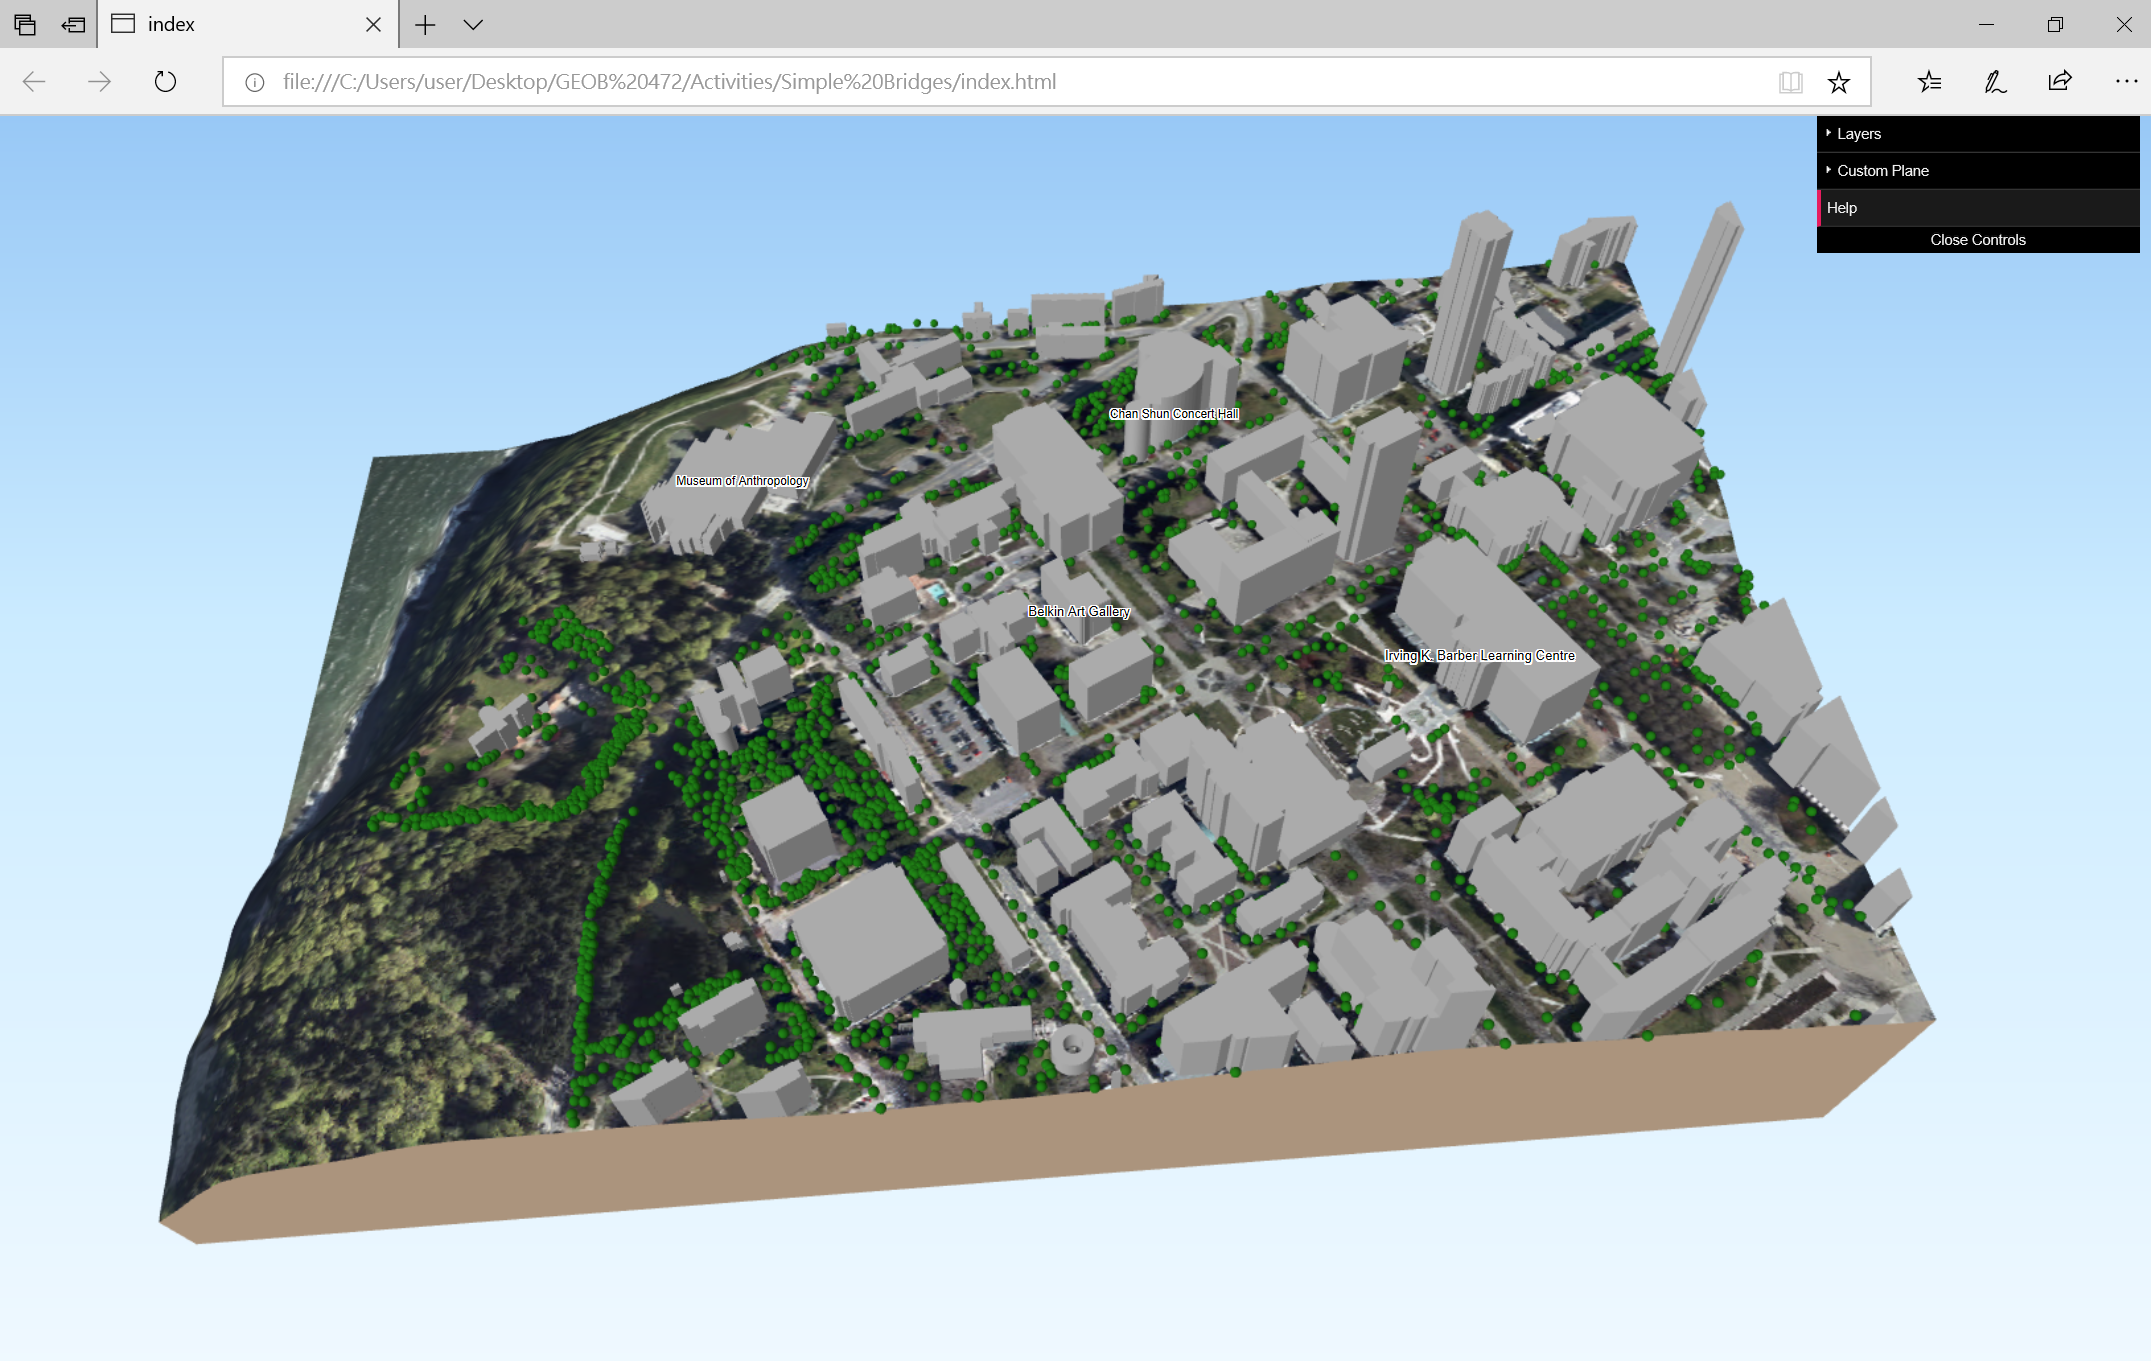 index
file:///C:/Users/user/Desktop/GEOB%20472/Activities/Simple%20Bridges/index.html
Layers
Custom Plane
Help
Close Controls
Chan Shun Concert Hall
Museum of Anthropology
Belkin Art Gallery
Irving K. Barber Learning Centre